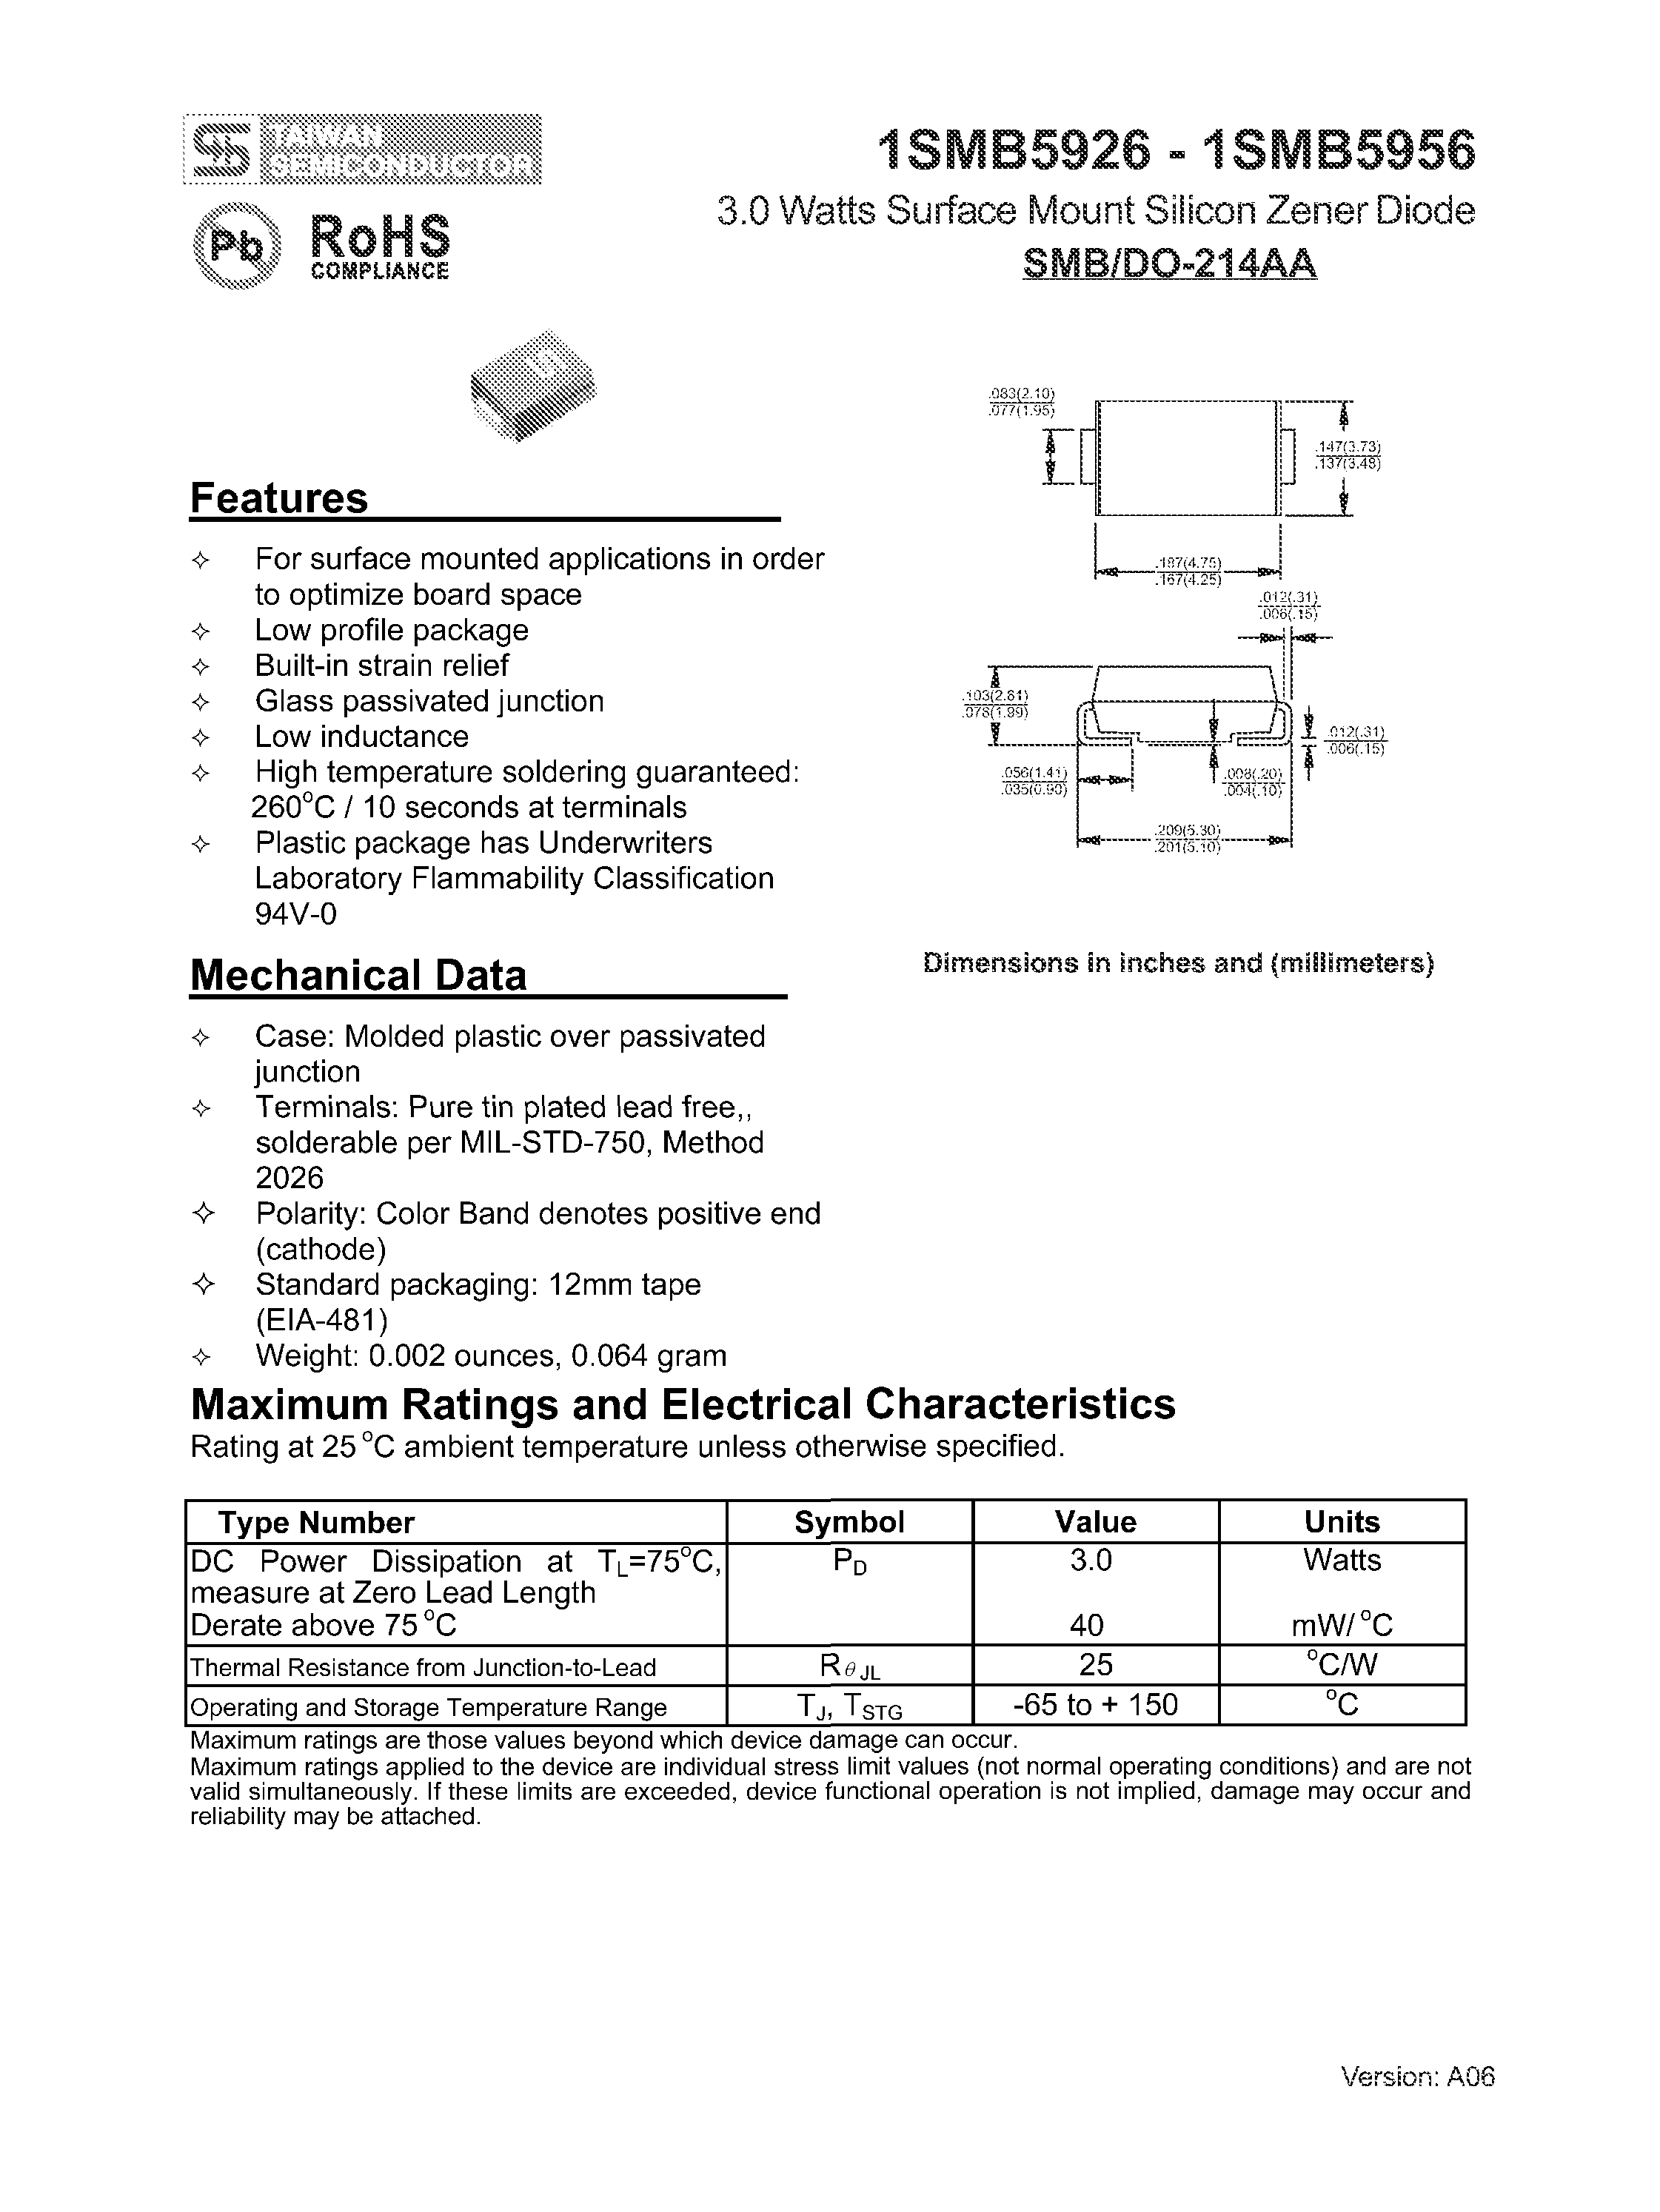 TAIWAN
SEMICONDUCTOR
Pb
RoHS
COMPLIANCE
1SMB5926 - 1SMB5956
3.0 Watts Surface Mount Silicon Zener Diode
SMB/DO-214AA
.083(2.10)
.077(1.95)
.147(3.73)
.137(3.48)
.187(4.75)
.167(4.25)
.012(.31)
.006(.15)
.103(2.61)
.078(1.99)
.012(.31)
.006(.15)
.056(1.41)
.035(0.90)
.008(.20)
.004(.10)
.209(5.30)
.201(5.10)
Dimensions in inches and (millimeters)
Features
✧ For surface mounted applications in order
to optimize board space
✧ Low profile package
✧ Built-in strain relief
✧ Glass passivated junction
✧ Low inductance
✧ High temperature soldering guaranteed:
260°C / 10 seconds at terminals
✧ Plastic package has Underwriters
Laboratory Flammability Classification
94V-0
Mechanical Data
✧ Case: Molded plastic over passivated
junction
✧ Terminals: Pure tin plated lead free,,
solderable per MIL-STD-750, Method
2026
✧ Polarity: Color Band denotes positive end
(cathode)
✧ Standard packaging: 12mm tape
(EIA-481)
✧ Weight: 0.002 ounces, 0.064 gram
Maximum Ratings and Electrical Characteristics
Rating at 25 °C ambient temperature unless otherwise specified.
Type Number Symbol Value Units
DC Power Dissipation at TL=75°C, PD 3.0 Watts
measure at Zero Lead Length
Derate above 75 °C 40 mW/ °C
Thermal Resistance from Junction-to-Lead Rθ JL 25 °C/W
Operating and Storage Temperature Range TJ, TSTG -65 to + 150 °C
Maximum ratings are those values beyond which device damage can occur.
Maximum ratings applied to the device are individual stress limit values (not normal operating conditions) and are not
valid simultaneously. If these limits are exceeded, device functional operation is not implied, damage may occur and
reliability may be attached.
Version: A06